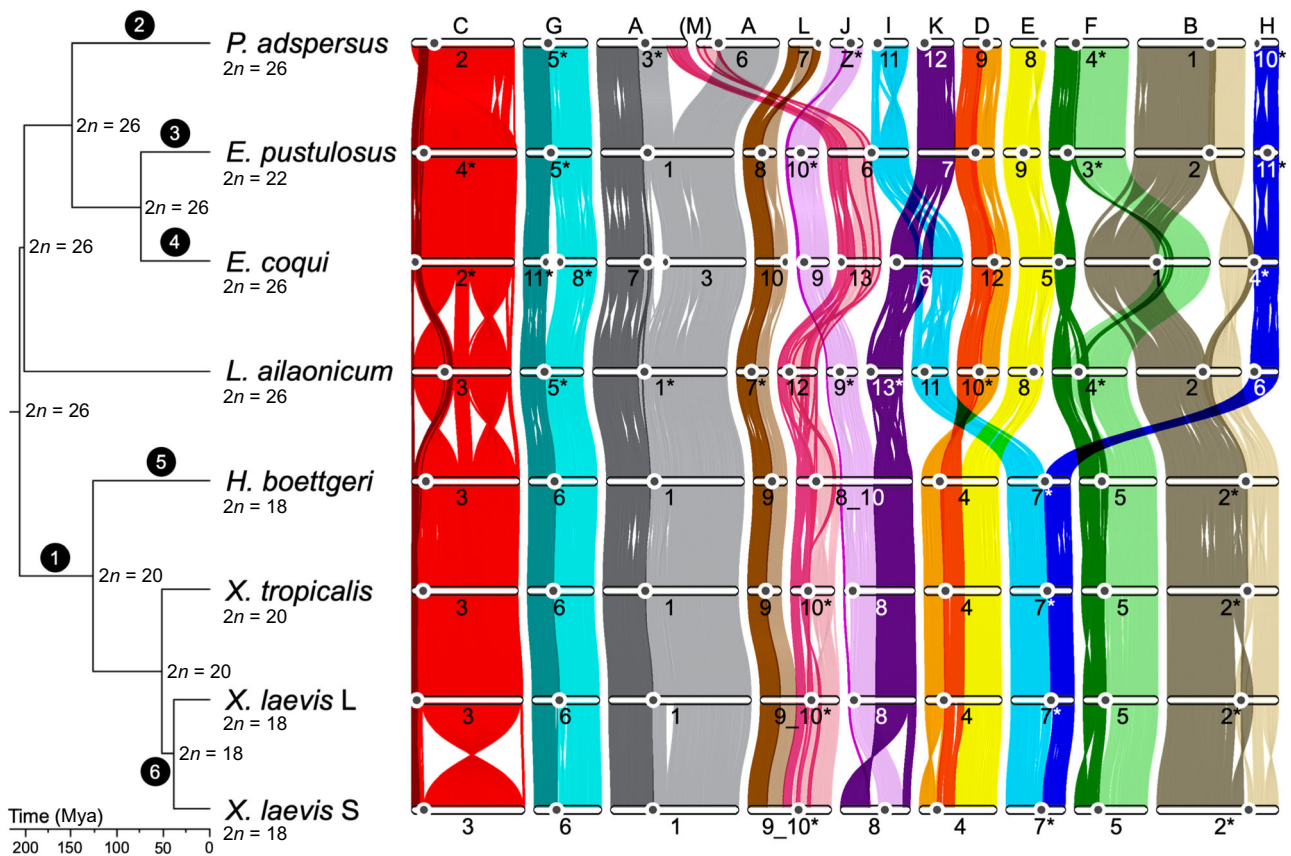 C G A (M) A L J I K D E F B H
2 P. adspersus 2 5* 3* 6 7 Z* 11 12 9 8 4* 1 10*
2n = 26
2n = 26
3 E. pustulosus 4* 5* 1 8 10* 6 7 9 3* 2 11*
2n = 22
2n = 26
2n = 26
4 E. coqui 2* 11* 8* 7 3 10 9 13 6 12 5 1 4*
2n = 26
L. ailaonicum 3 5* 1* 7* 12 9* 13* 11 10* 8 4* 2 6
2n = 26
2n = 26
5 H. boettgeri 3 6 1 9 8_10 4 7* 5 2*
2n = 18
1
2n = 20
X. tropicalis 3 6 1 9 10* 8 4 7* 5 2*
2n = 20
2n = 20
X. laevis L 3 6 1 9_10* 8 4 7* 5 2*
2n = 18
2n = 18
6
X. laevis S 3 6 1 9_10* 8 4 7* 5 2*
2n = 18
Time (Mya)
200 150 100 50 0